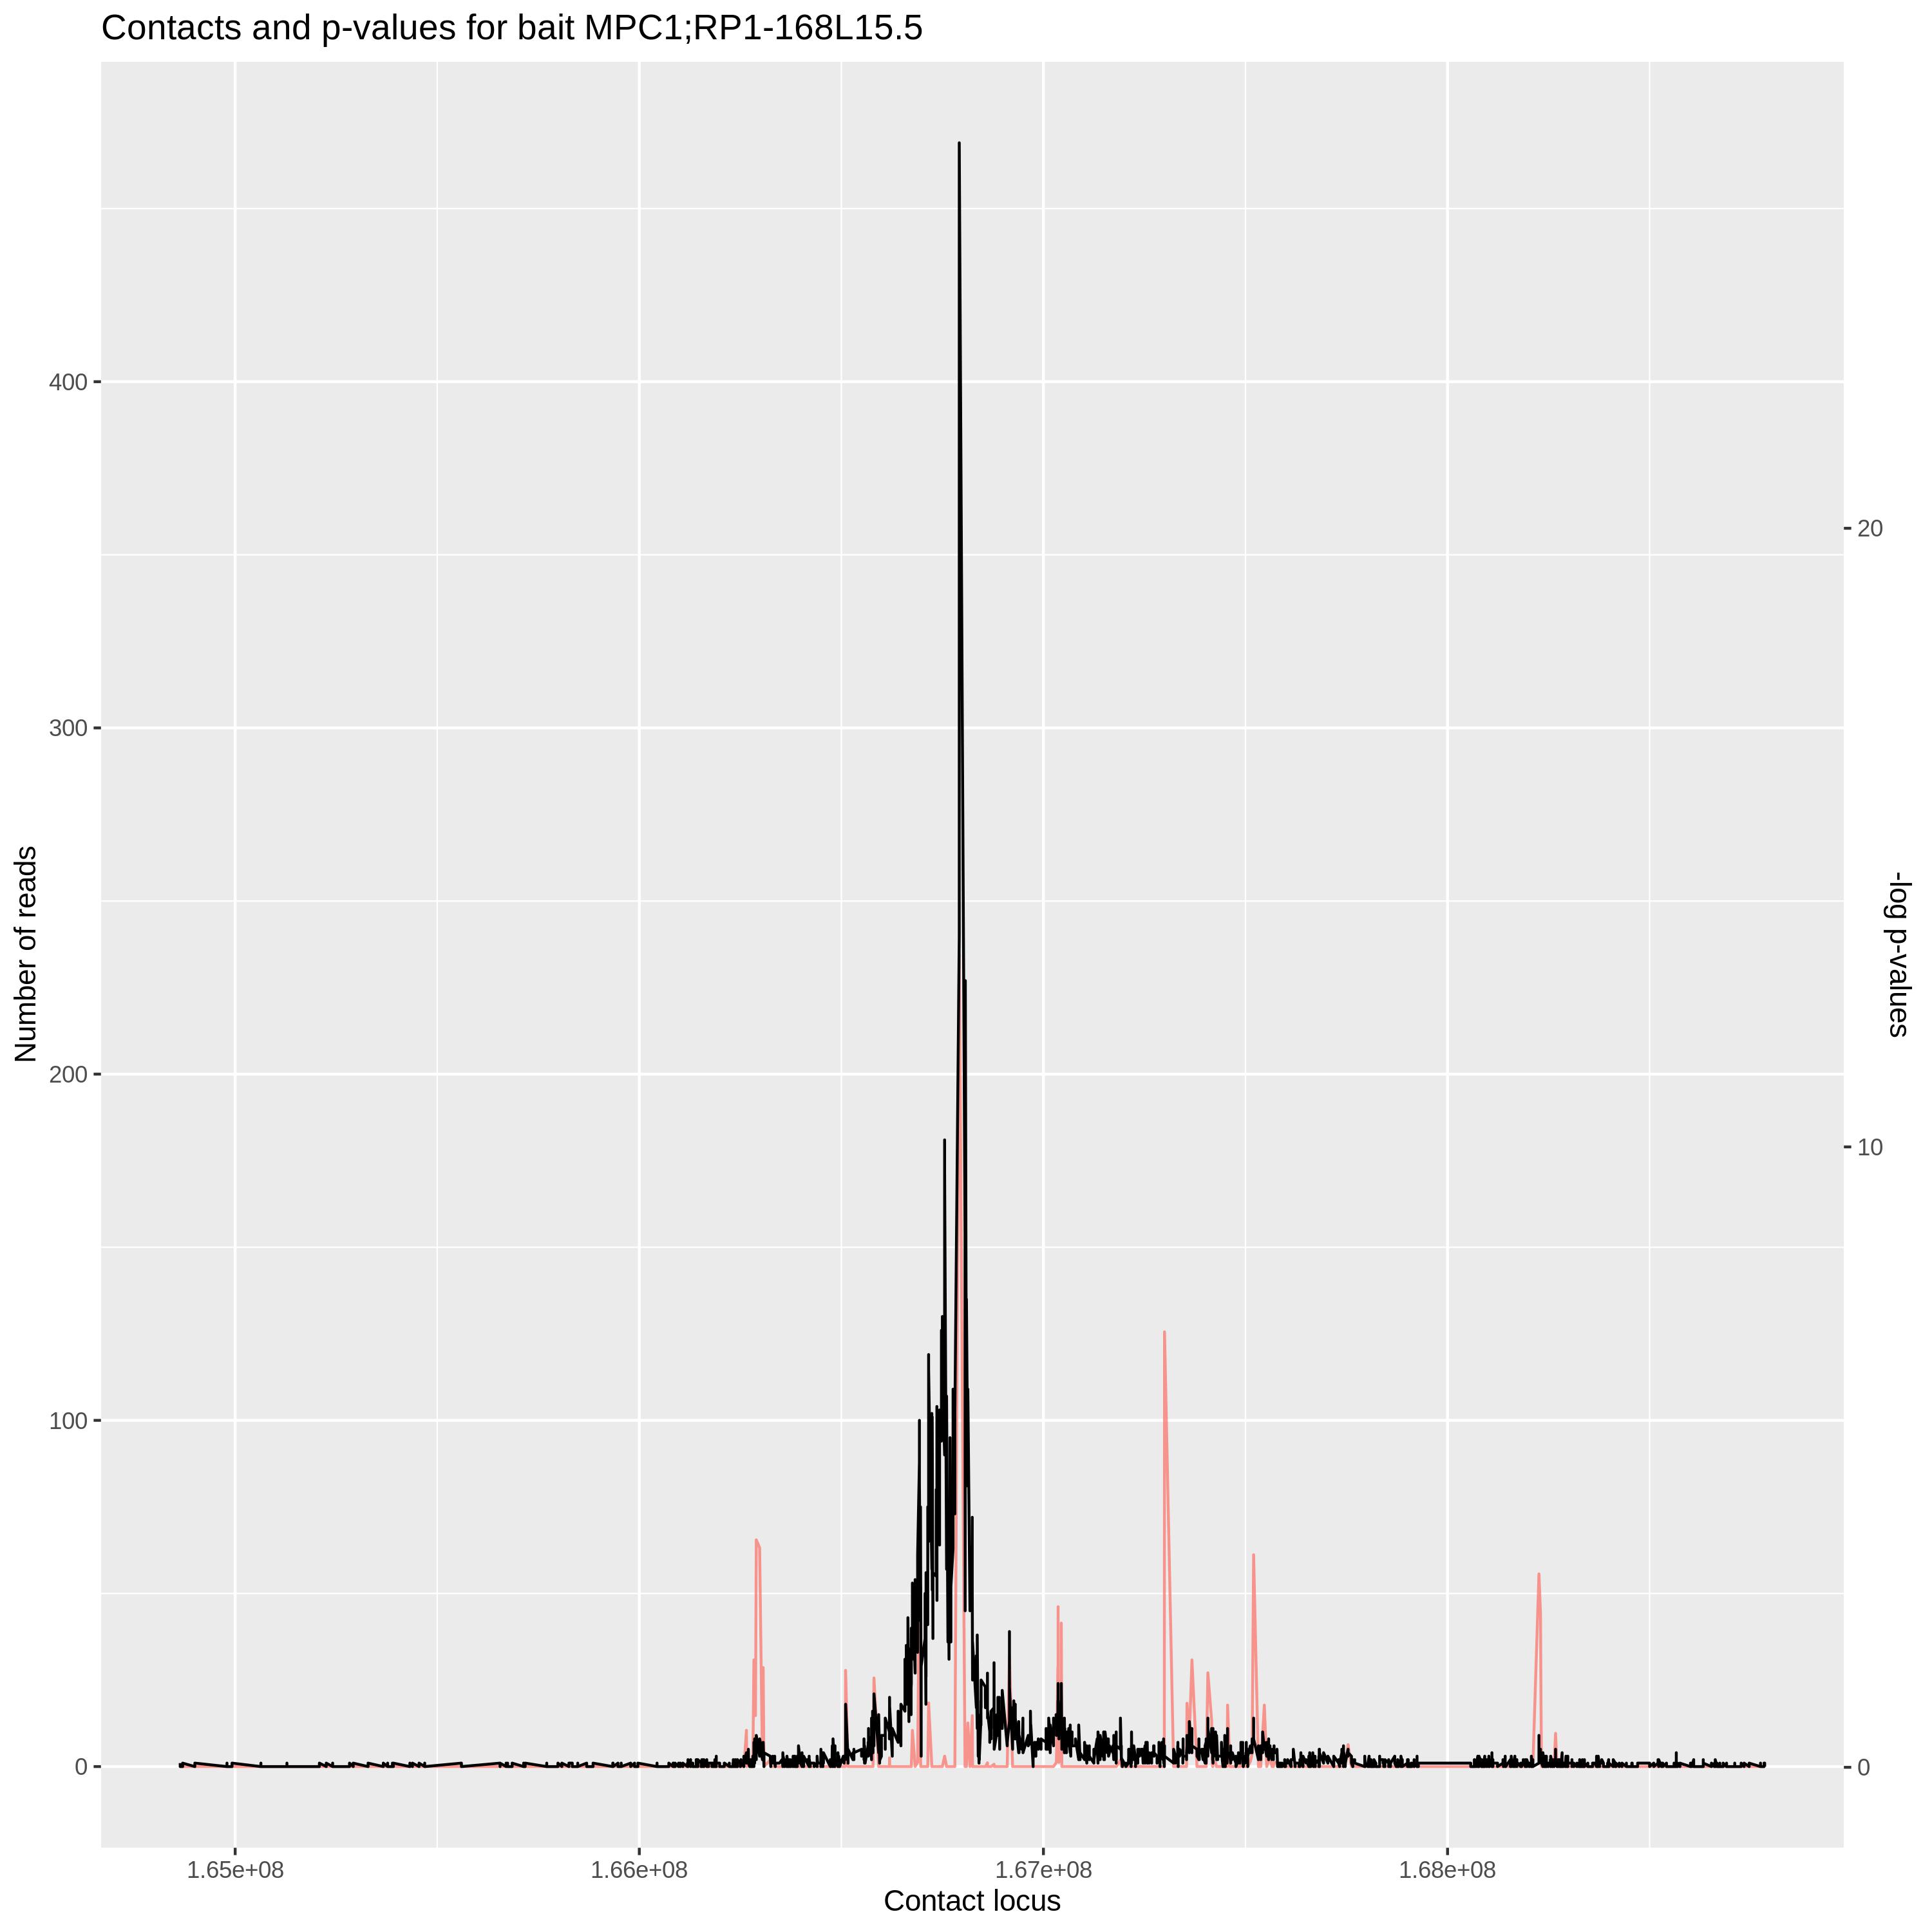 Contacts and p-values for bait MPC1;RP1-168L15.5
400
300
200
100
0
Number of reads
20
10
0
-log p-values
1.65e+08
1.66e+08
1.67e+08
1.68e+08
Contact locus